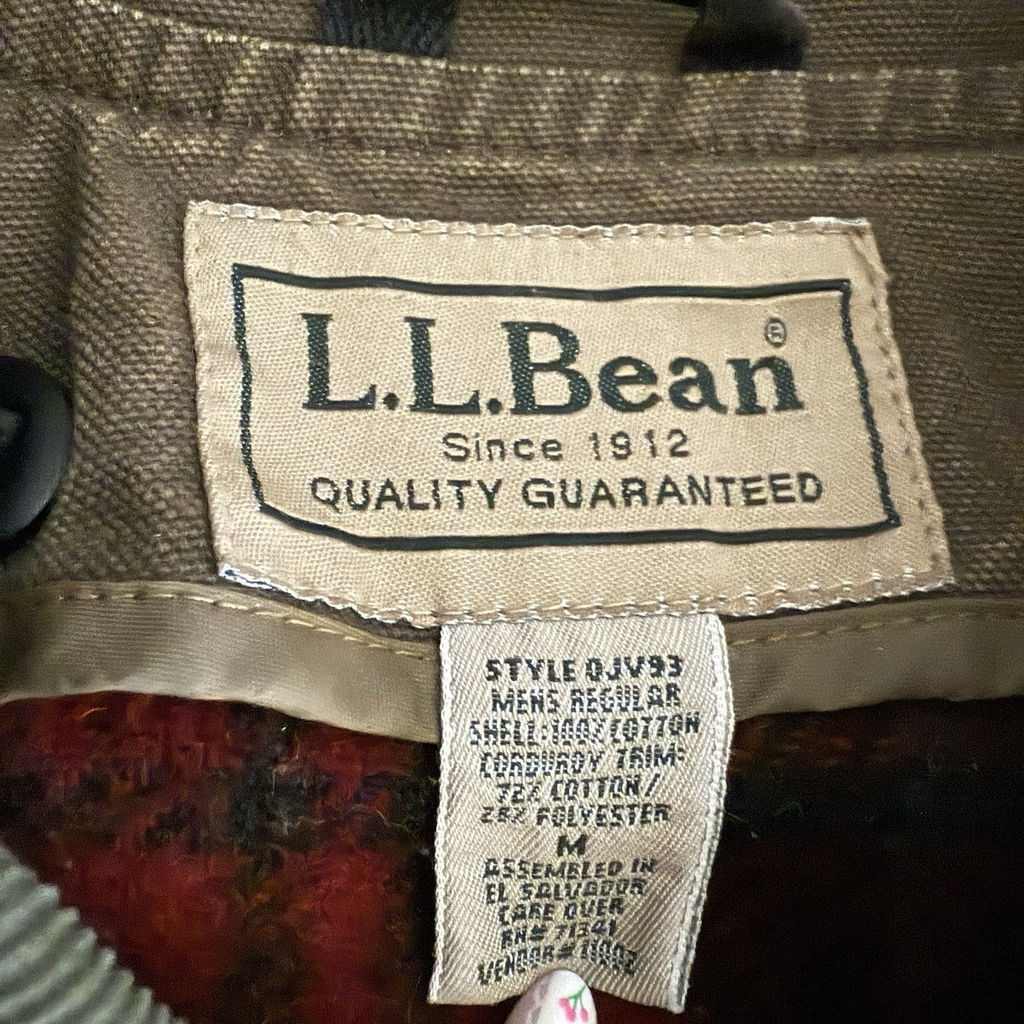 L.L.Bean®
Since 1912
QUALITY GUARANTEED
STYLE 0JV93
MENS REGULAR
SHELL:100% COTTON
CORDUROY TRIM-
72% COTTON/
28% POLYESTER
M
ASSEMBLED IN
EL SALVADOR
CARE OVER
RN# 71341
VENDOR#